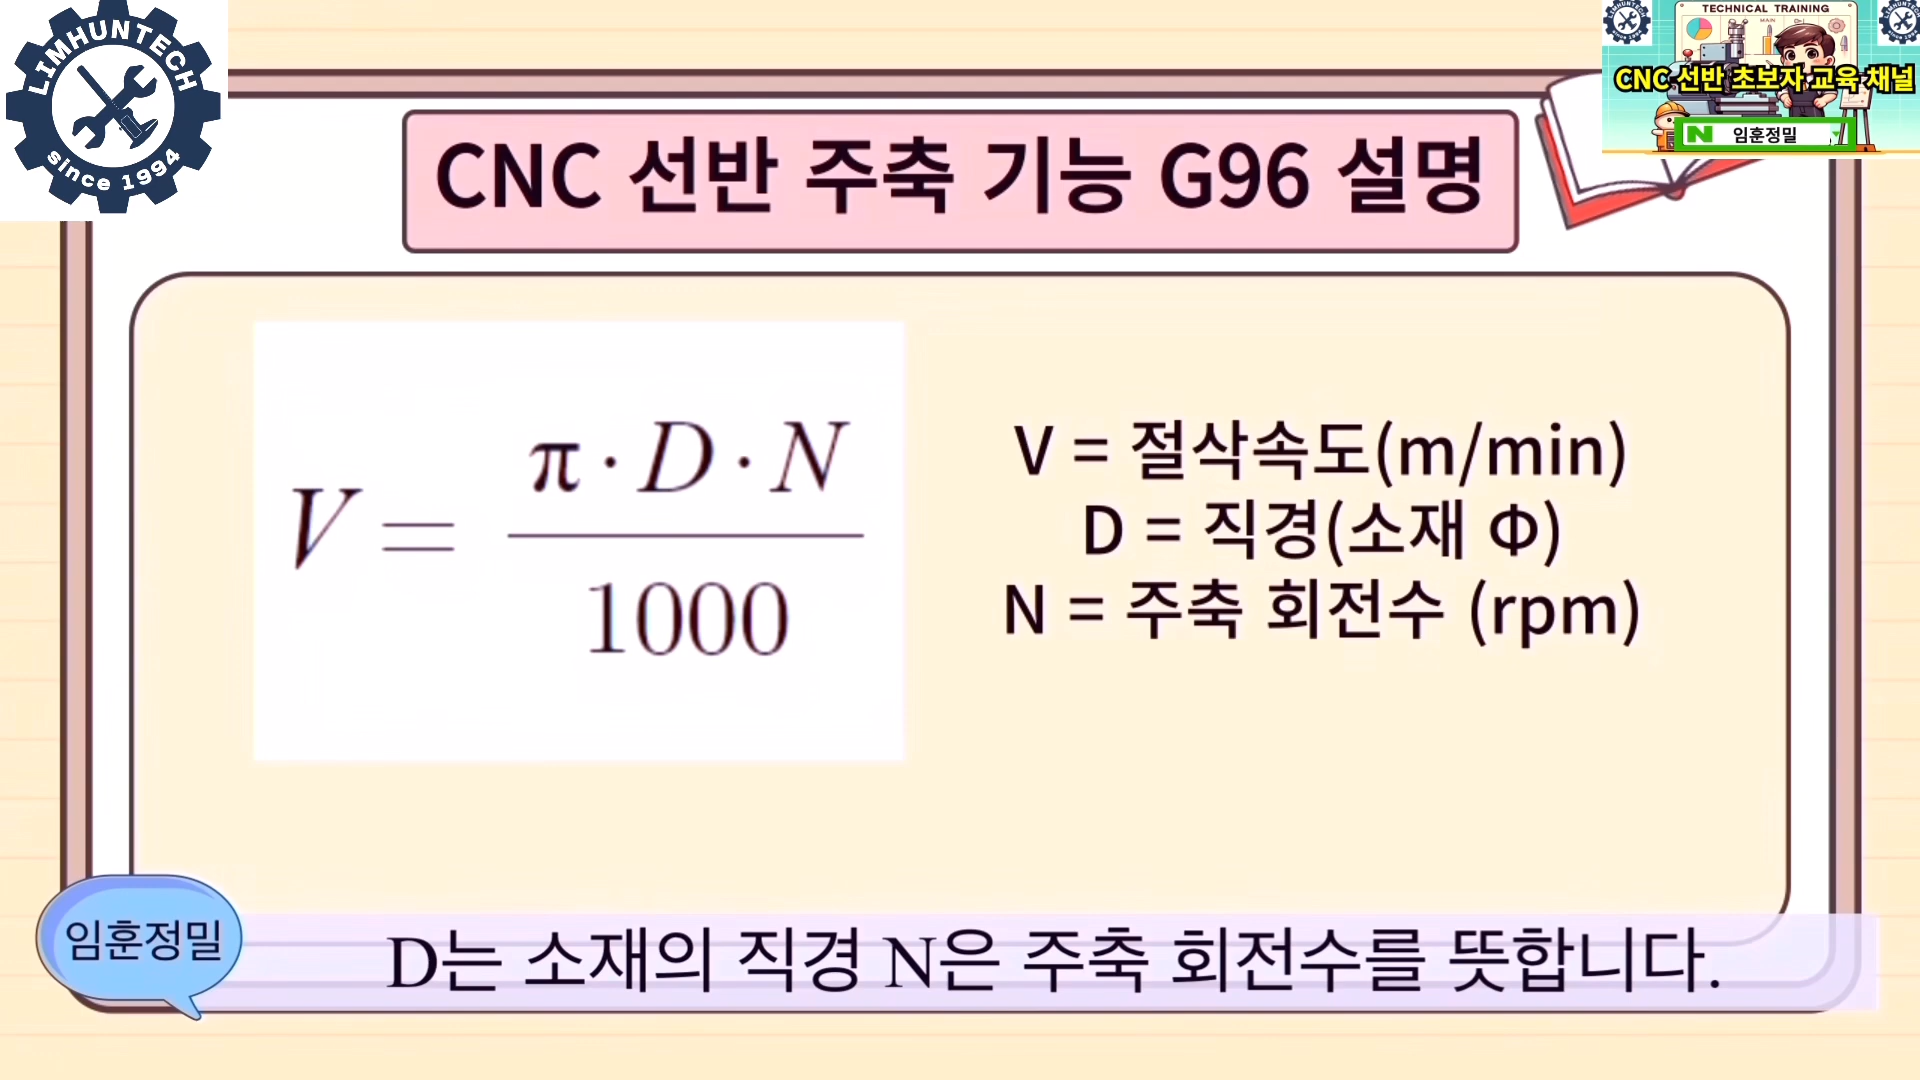 LIMHUNTECH
since 1994
TECHNICAL TRAINING
CNC 선반 초보자 교육 채널
N 임훈정밀
CNC 선반 주축 기능 G96 설명
V = π · D · N / 1000
V = 절삭속도(m/min)
D = 직경(소재 Φ)
N = 주축 회전수 (rpm)
임훈정밀
D는 소재의 직경 N은 주축 회전수를 뜻합니다.